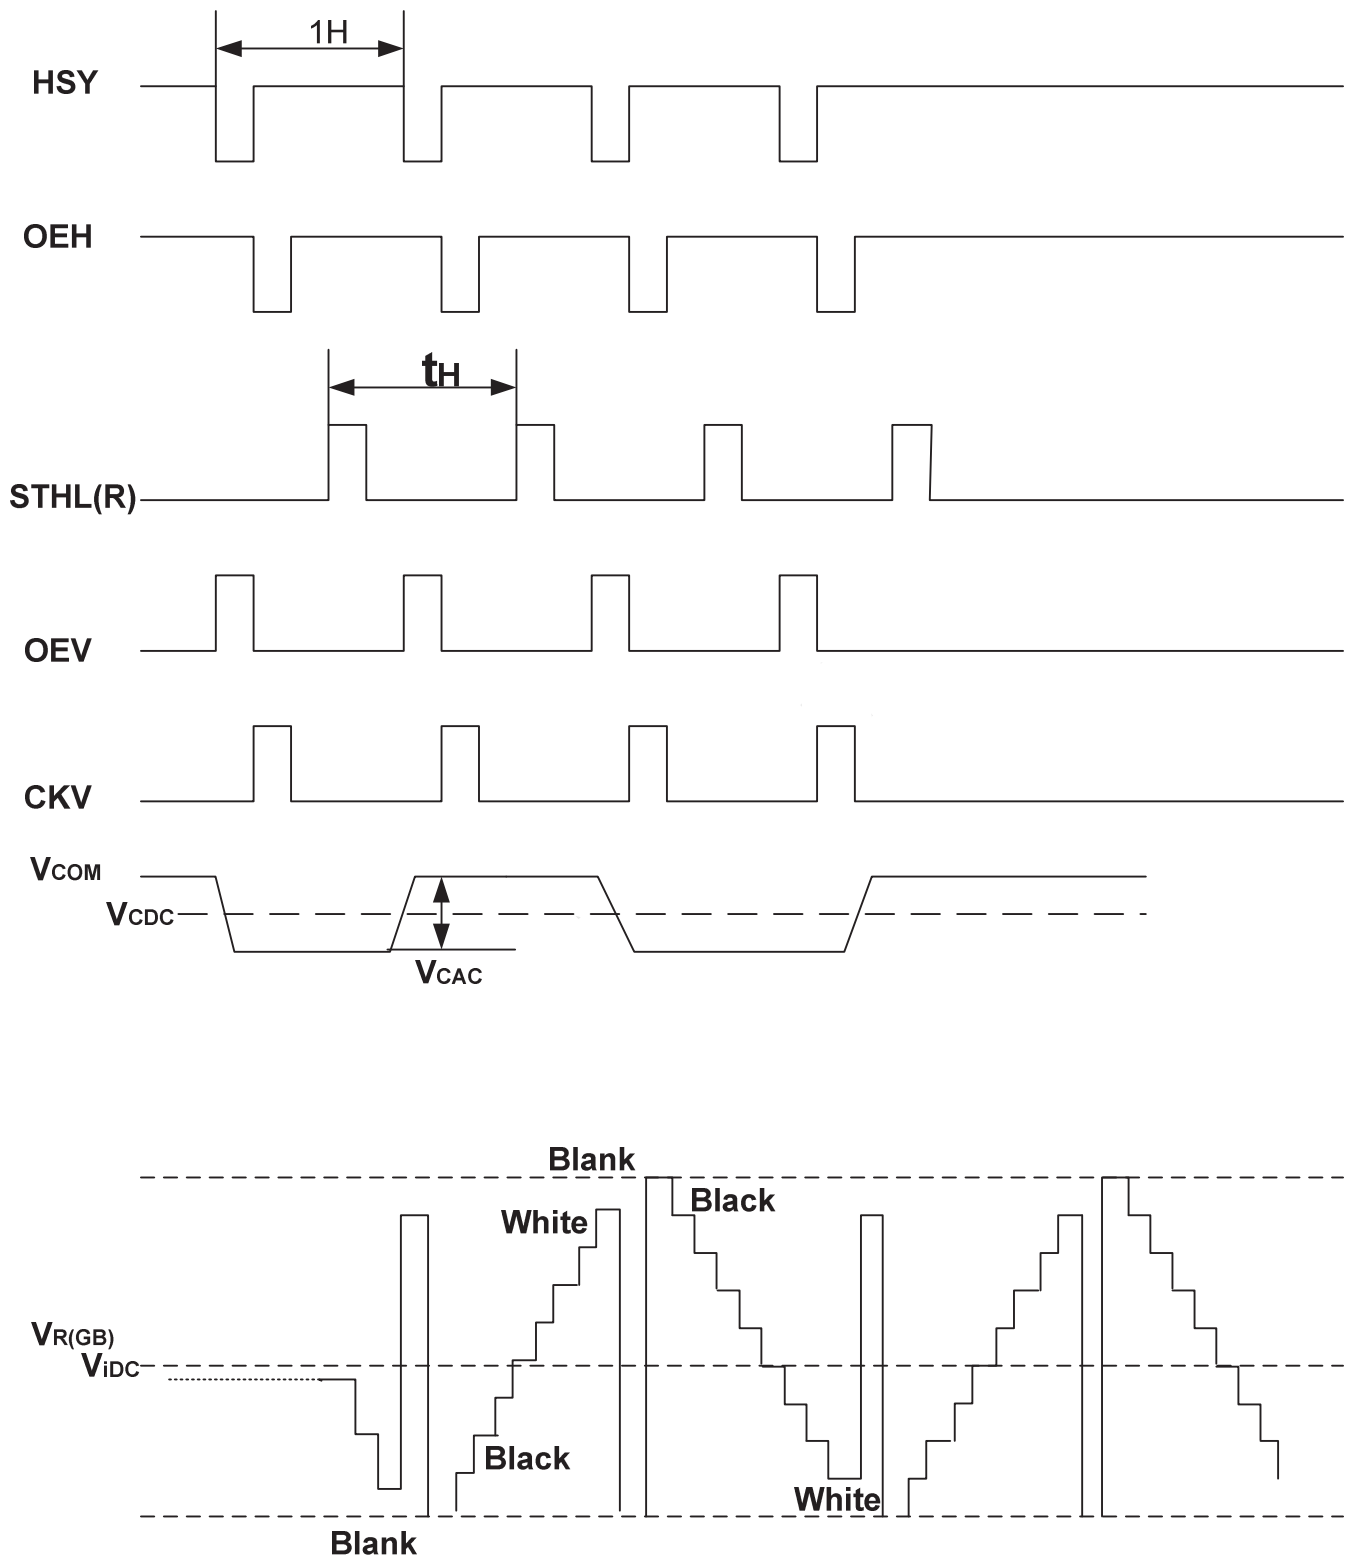 1H
HSY
OEH
tH
STHL(R)
OEV
CKV
VCOM
VCDC
VCAC
Blank
Black
White
VR(GB)
ViDC
Black
White
Blank